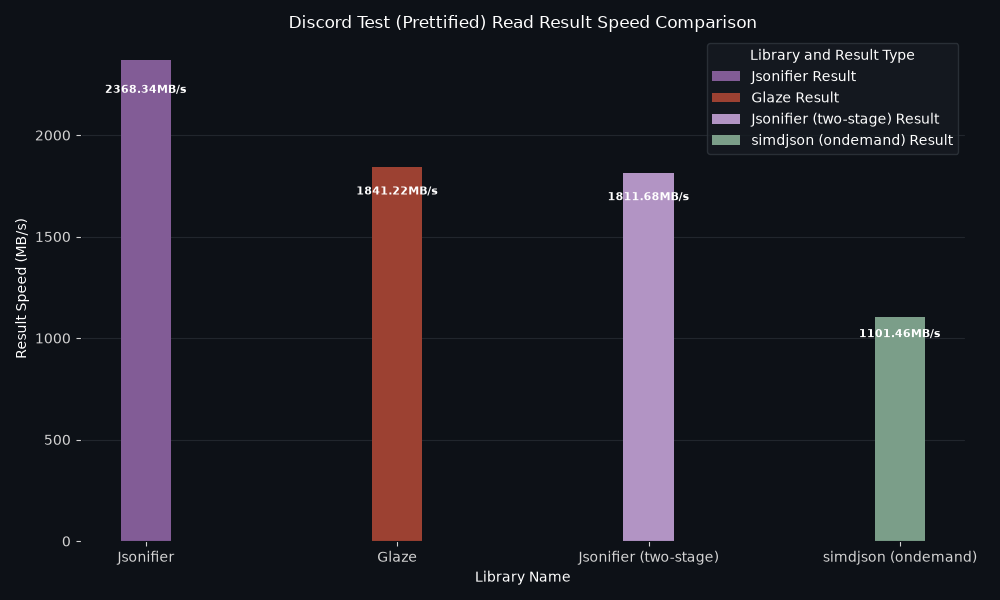 Discord Test (Prettified) Read Result Speed Comparison
Library and Result Type
Jsonifier Result
Glaze Result
Jsonifier (two-stage) Result
simdjson (ondemand) Result
2368.34MB/s
1841.22MB/s
1811.68MB/s
1101.46MB/s
Result Speed (MB/s)
2000
1500
1000
500
0
Jsonifier
Glaze
Jsonifier (two-stage)
simdjson (ondemand)
Library Name